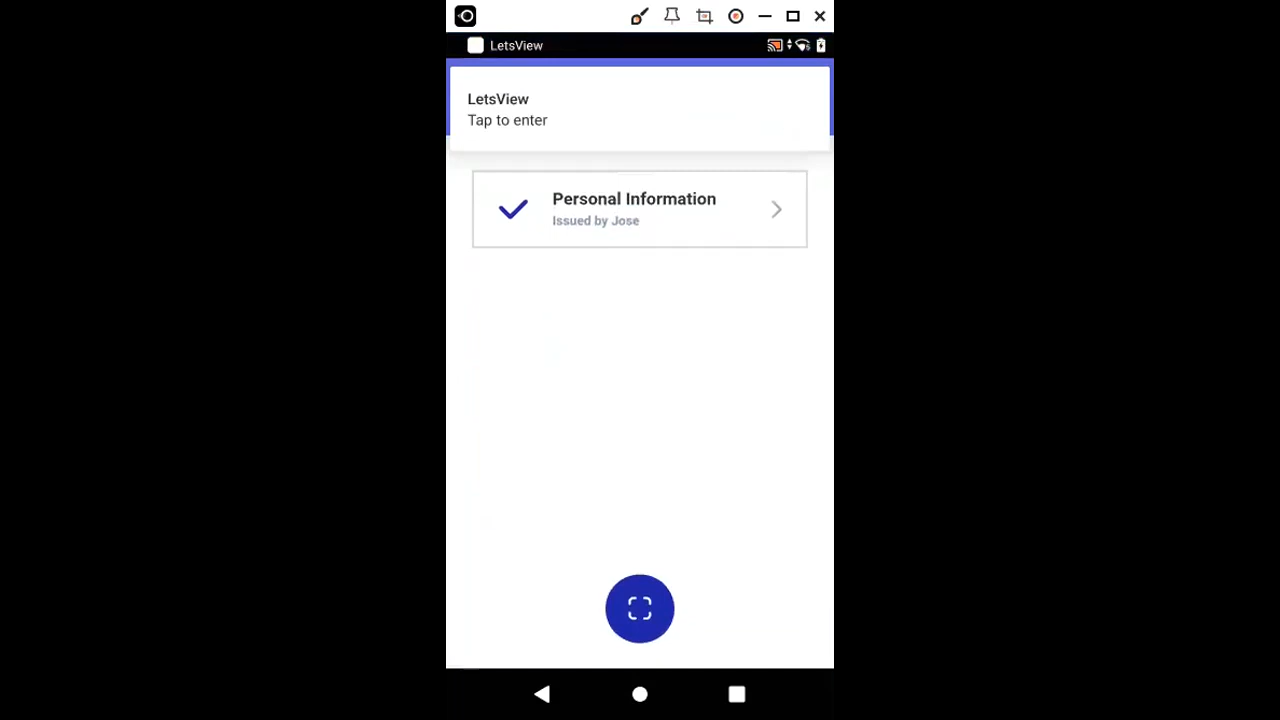 LetsView
LetsView
Tap to enter
Personal Information
Issued by Jose